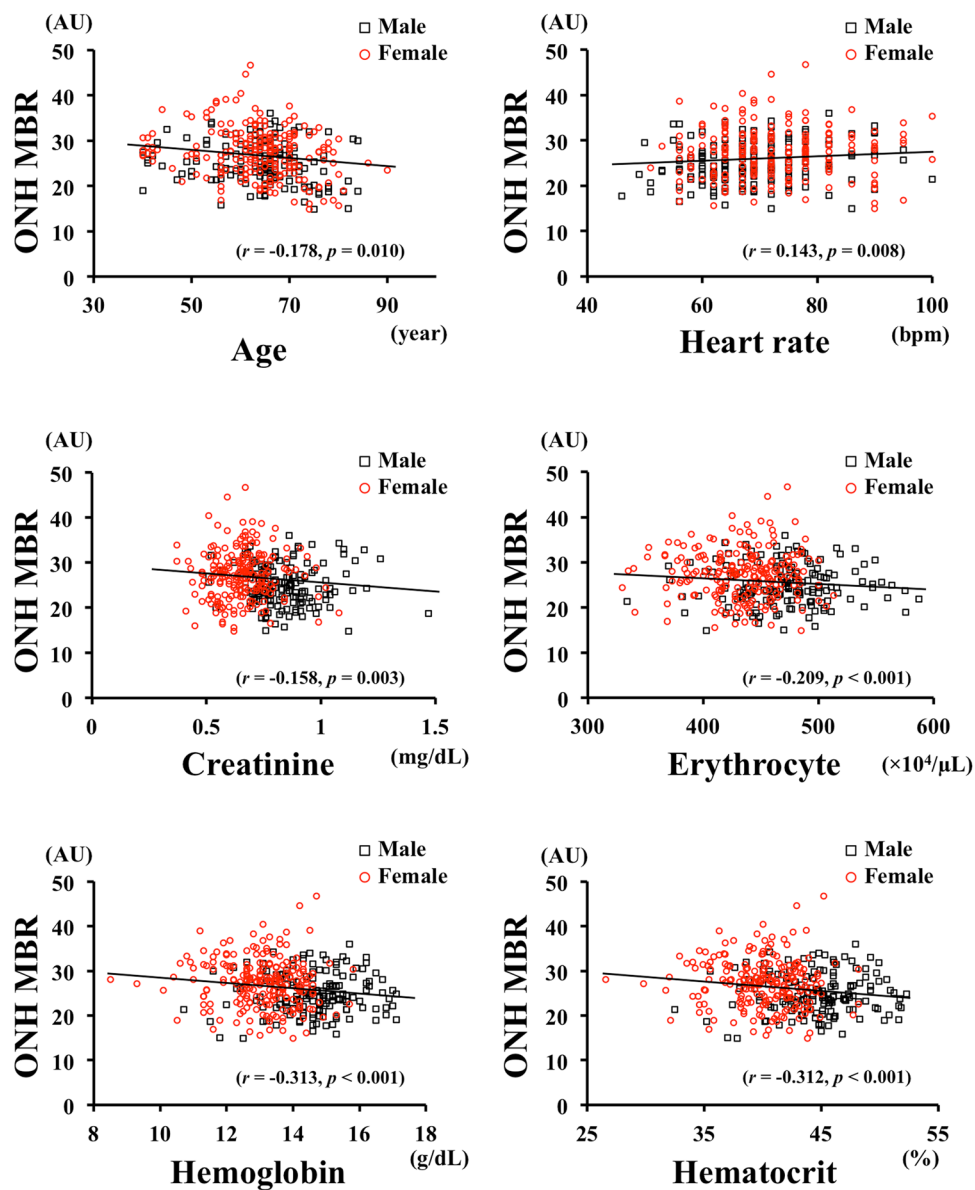 (AU)
Male
Female
50
40
30
20
10
0
ONH MBR
(r = -0.178, p = 0.010)
30 50 70 90
(year)
Age
(AU)
Male
Female
50
40
30
20
10
0
ONH MBR
(r = 0.143, p = 0.008)
40 60 80 100
(bpm)
Heart rate
(AU)
Male
Female
50
40
30
20
10
0
ONH MBR
(r = -0.158, p = 0.003)
0 0.5 1 1.5
(mg/dL)
Creatinine
(AU)
Male
Female
50
40
30
20
10
0
ONH MBR
(r = -0.209, p < 0.001)
300 400 500 600
(×10⁴/μL)
Erythrocyte
(AU)
Male
Female
50
40
30
20
10
0
ONH MBR
(r = -0.313, p < 0.001)
8 10 12 14 16 18
(g/dL)
Hemoglobin
(AU)
Male
Female
50
40
30
20
10
0
ONH MBR
(r = -0.312, p < 0.001)
25 35 45 55
(%)
Hematocrit